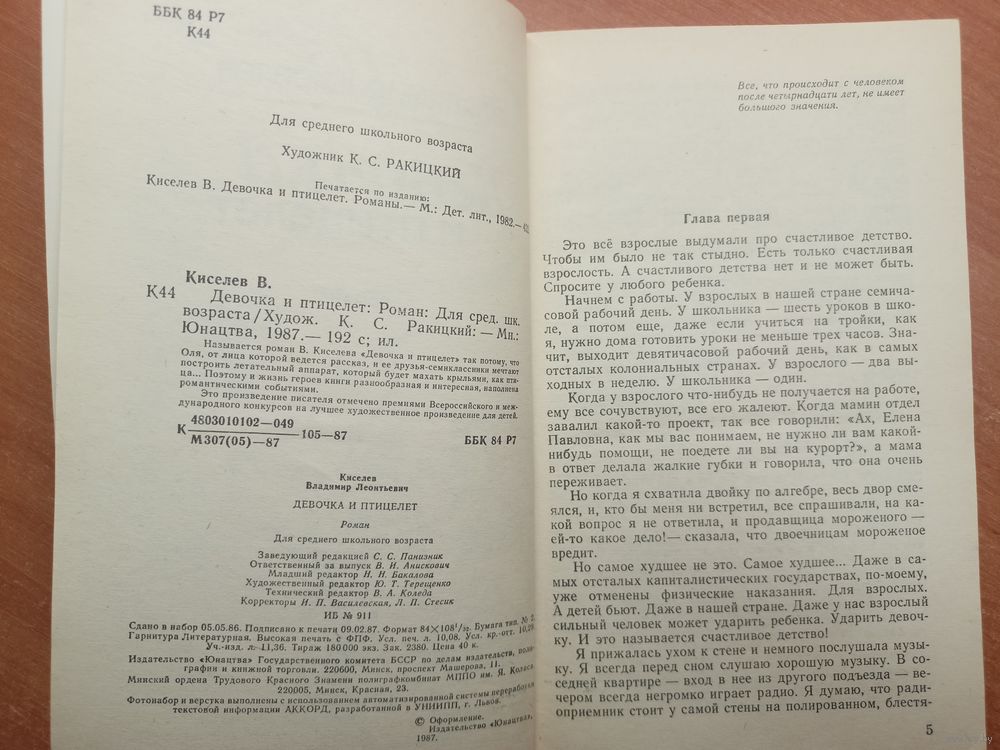 ББК 84 Р7
К44
Для среднего школьного возраста
Художник К. С. РАКИЦКИЙ
Печатается по изданию:
Киселев В. Девочка и птицелет. Романы.— М.: Дет. лит., 1982.—
Киселев В.
К44 Девочка и птицелет: Роман: Для сред. шк.
возраста/Худож. К. С. Ракицкий: — Мн.:
Юнацтва, 1987.— 192 с; ил.
Называется роман В. Киселева «Девочка и птицелет» так потому, что
Оля, от лица которой ведется рассказ, и ее друзья-семиклассники мечтают
построить летательный аппарат, который будет махать крыльями, как пти-
ца... Поэтому и жизнь героев книги разнообразная и интересная, наполнена
романтическими событиями.
Это произведение писателя отмечено премиями Всероссийского и меж-
дународного конкурсов на лучшее художественное произведение для детей.
К 4803010102—049
М307(05)—87 105—87 ББК 84 Р7
Киселев
Владимир Леонтьевич
ДЕВОЧКА И ПТИЦЕЛЕТ
Роман
Для среднего школьного возраста
Заведующий редакцией С. С. Панизник
Ответственный за выпуск В. И. Анискович
Младший редактор Н. Н. Бакалова
Художественный редактор Ю. Т. Терещенко
Технический редактор В. А. Коледа
Корректоры И. П. Василевская, Л. П. Стесик
ИБ № 911
Сдано в набор 05.05.86. Подписано к печати 09.02.87. Формат 84×108¹/₃₂. Бумага тип. № 2.
Гарнитура Литературная. Высокая печать с ФПФ. Усл. печ. л. 10,08. Усл. кр.-отт. 10,29.
Уч.-изд. л. 11,36. Тираж 180 000 экз. Зак. 2380. Цена 40 к.
Издательство «Юнацтва» Государственного комитета БССР по делам издательств, поли-
графии и книжной торговли. 220600, Минск, проспект Машерова, 11.
Минский ордена Трудового Красного Знамени полиграфкомбинат МППО им. Я. Коласа.
220005, Минск, Красная, 23.
Фотонабор и верстка выполнены с использованием автоматизированной системы переработки
текстовой информации АККОРД, разработанной в УНИИПП, г. Львов.
© Оформление.
Издательство «Юнацтва»,
1987.
Все, что происходит с человеком
после четырнадцати лет, не имеет
большого значения.
Глава первая
Это всё взрослые выдумали про счастливое детство.
Чтобы им было не так стыдно. Есть только счастливая
взрослость. А счастливого детства нет и не может быть.
Спросите у любого ребенка.
Начнем с работы. У взрослых в нашей стране семича-
совой рабочий день. У школьника — шесть уроков в шко-
ле, а потом еще, даже если учиться на тройки, как
я, нужно дома готовить уроки не меньше трех часов. Зна-
чит, выходит девятичасовой рабочий день, как в самых
отсталых колониальных странах. У взрослого — два вы-
ходных в неделю. У школьника — один.
Когда у взрослого что-нибудь не получается на работе,
ему все сочувствуют, все его жалеют. Когда мамин отдел
завалил какой-то проект, так все говорили: «Ах, Елена
Павловна, как мы вас понимаем, не нужно ли вам какой-
нибудь помощи, не поедете ли вы на курорт?», а мама
в ответ делала жалкие губки и говорила, что она очень
переживает.
Но когда я схватила двойку по алгебре, весь двор сме-
ялся, и, кто бы меня ни встретил, все спрашивали, на ка-
кой вопрос я не ответила, и продавщица мороженого —
ей-то какое дело!— сказала, что двоечницам мороженое
вредит.
Но самое худшее не это. Самое худшее... Даже в са-
мых отсталых капиталистических государствах, по-моему,
уже отменены физические наказания. Для взрослых.
А детей бьют. Даже в нашей стране. Даже у нас взрослый
сильный человек может ударить ребенка. Ударить девоч-
ку. И это называется счастливое детство!
Я прижалась ухом к стене и немного послушала музы-
ку. Я всегда перед сном слушаю хорошую музыку. В со-
седней квартире — вход в нее из другого подъезда — ве-
чером всегда негромко играет радио. Я думаю, что ради-
оприемник стоит у самой стены на полированном, блестя-
5